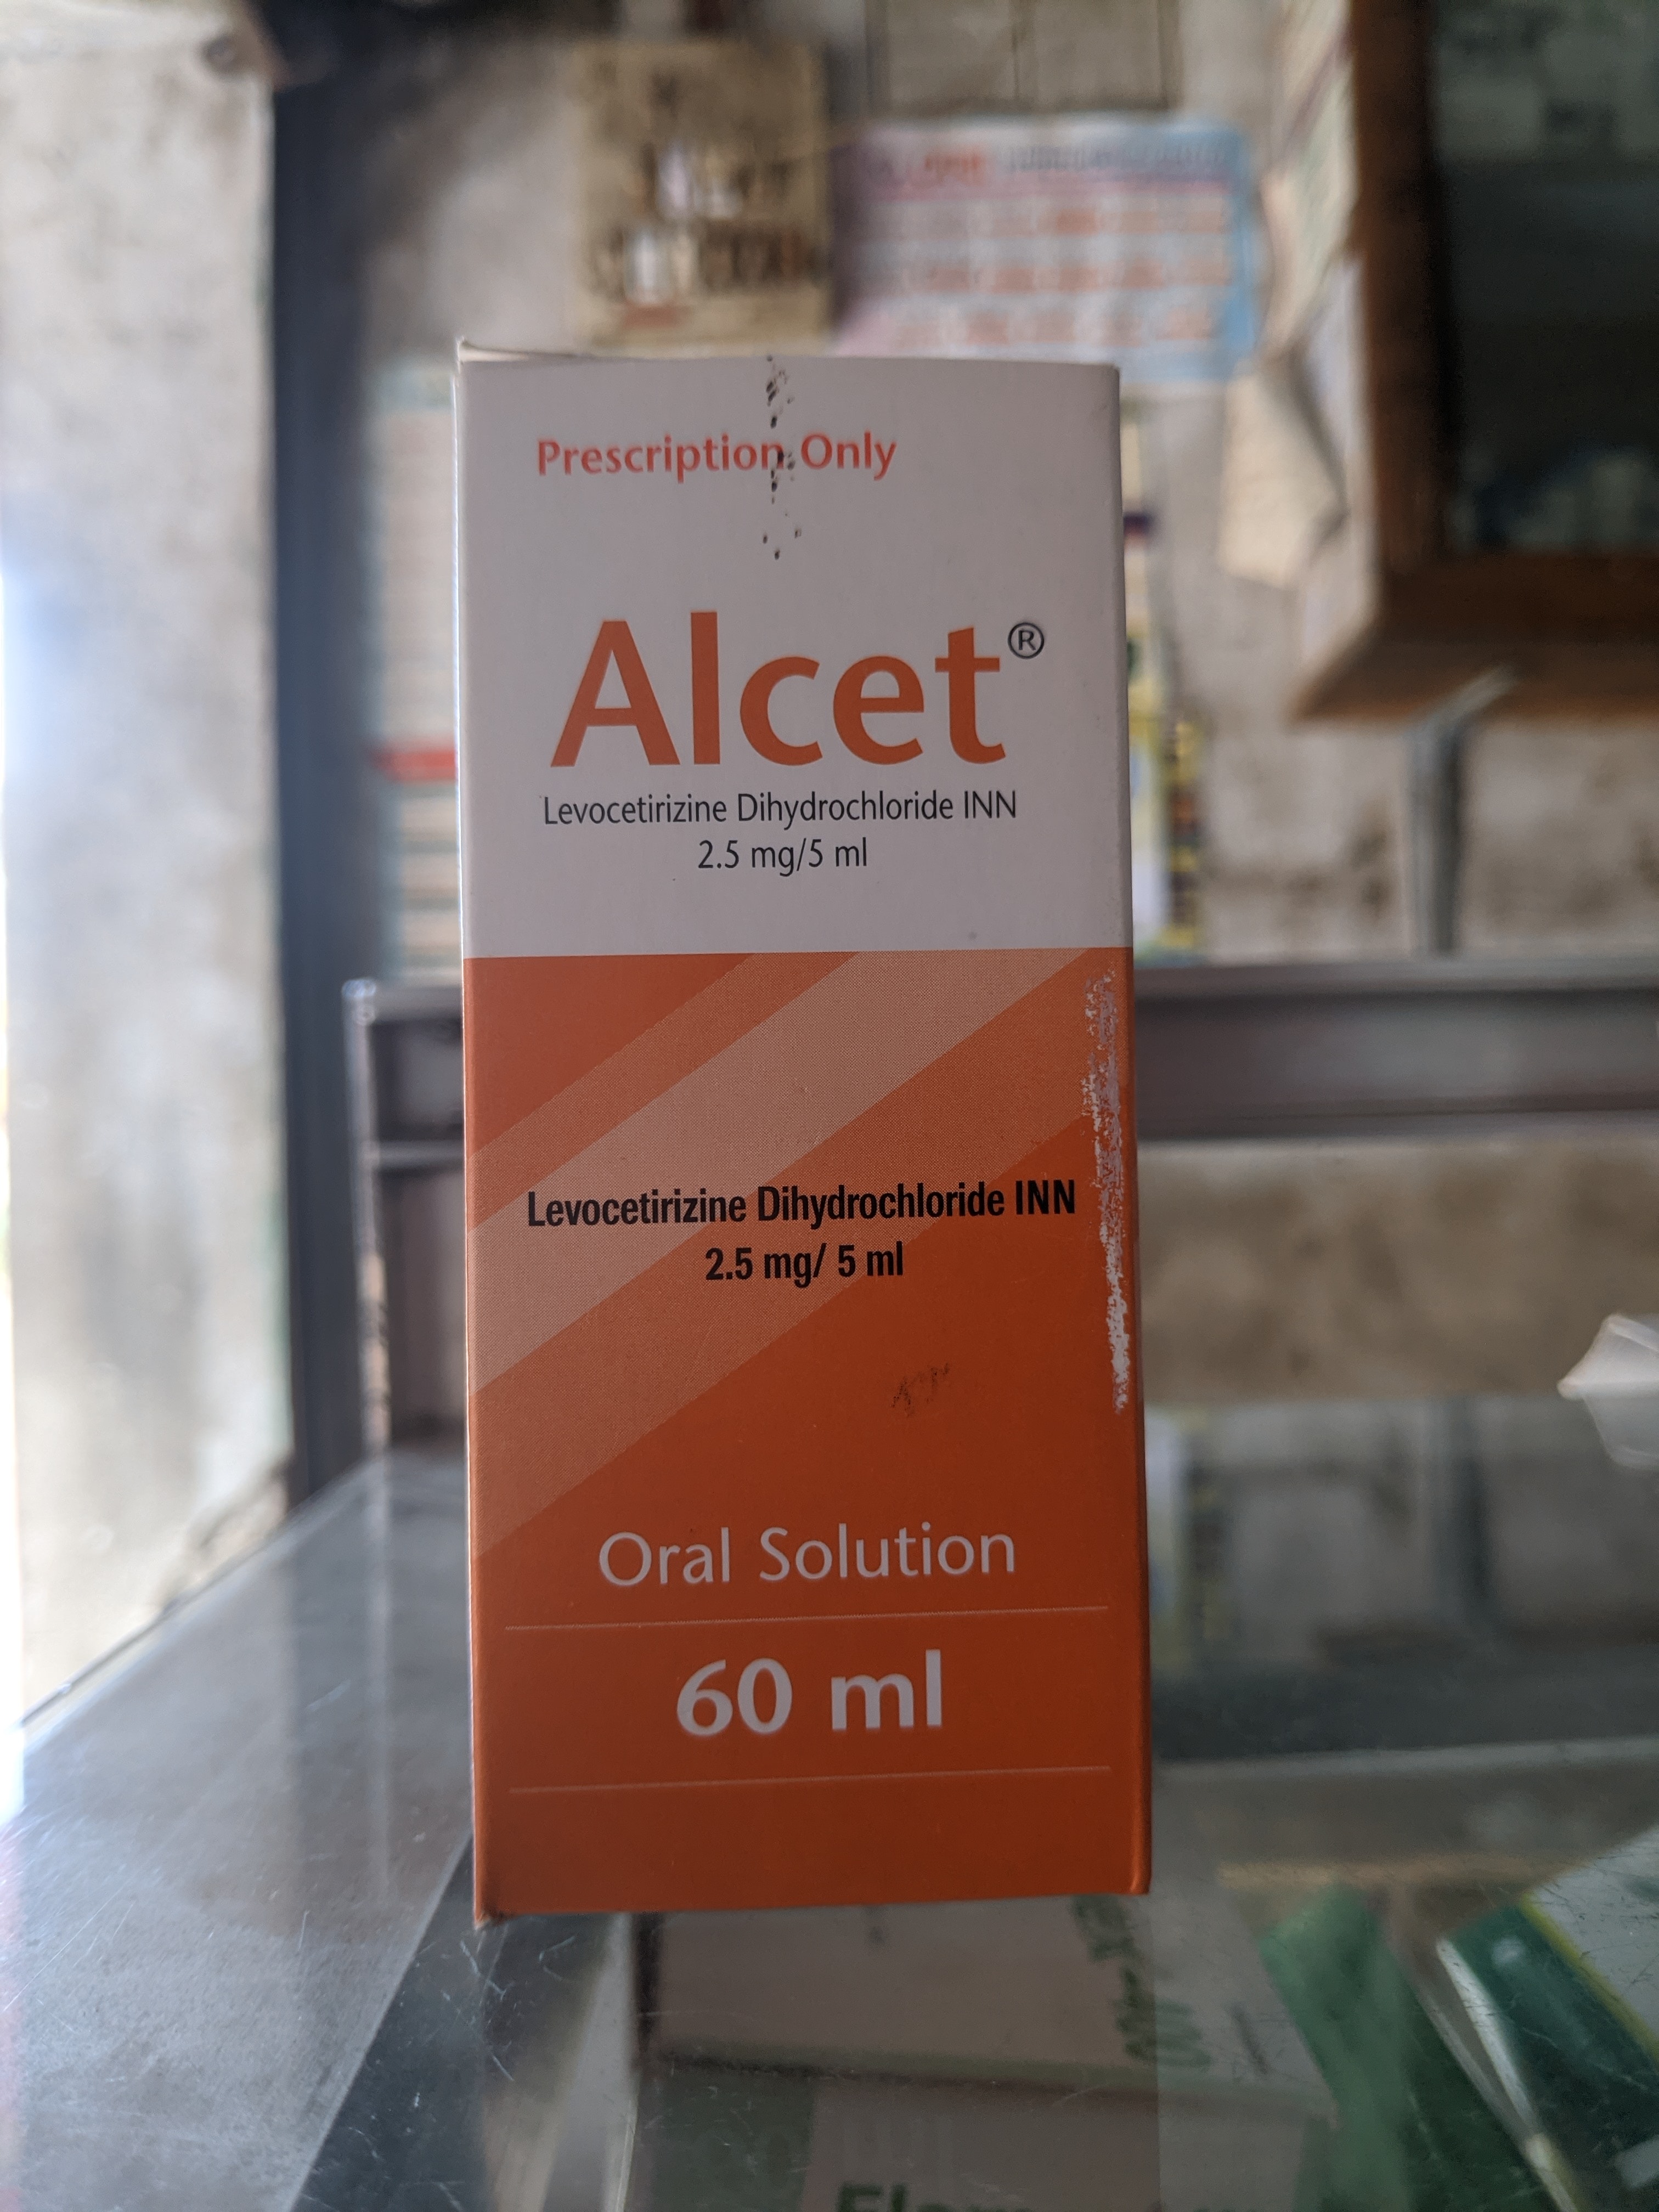 Prescription Only
Alcet®
Levocetirizine Dihydrochloride INN
2.5 mg/5 ml
Levocetirizine Dihydrochloride INN
2.5 mg/ 5 ml
Oral Solution
60 ml